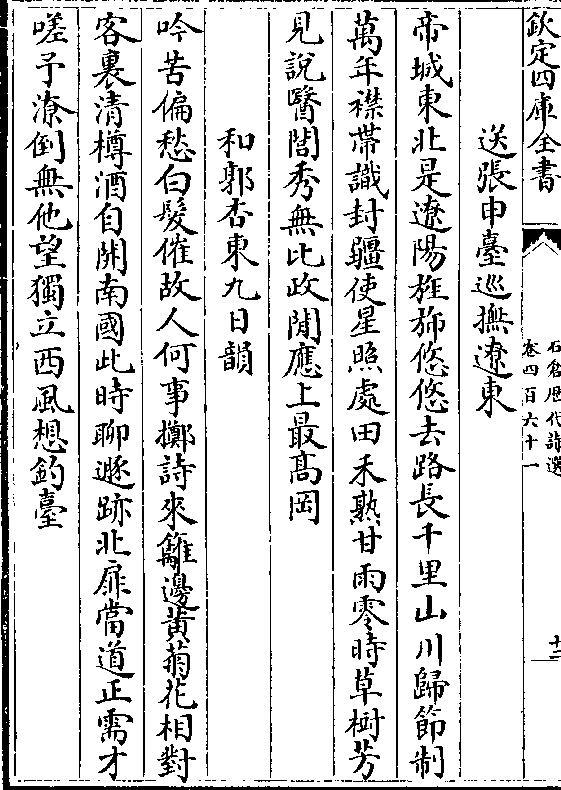 欽定四庫全書
石倉歴代詩選
卷四百六十一
十二
送張申臺巡撫遼東
帝城東北是遼陽旌斾悠悠去路長千里山川歸節制
萬年襟帶識封疆使星照處田禾熟甘雨零時草樹芳
見說醫閭秀無比政閒應上最髙岡
和郭杏東九日韻
吟苦偏愁白髪催故人何事擲詩來籬邊黄菊花相對
客裏清樽酒自開南國此時聊遯跡北扉當道正需才
嗟予潦倒無他望獨立西風想釣臺